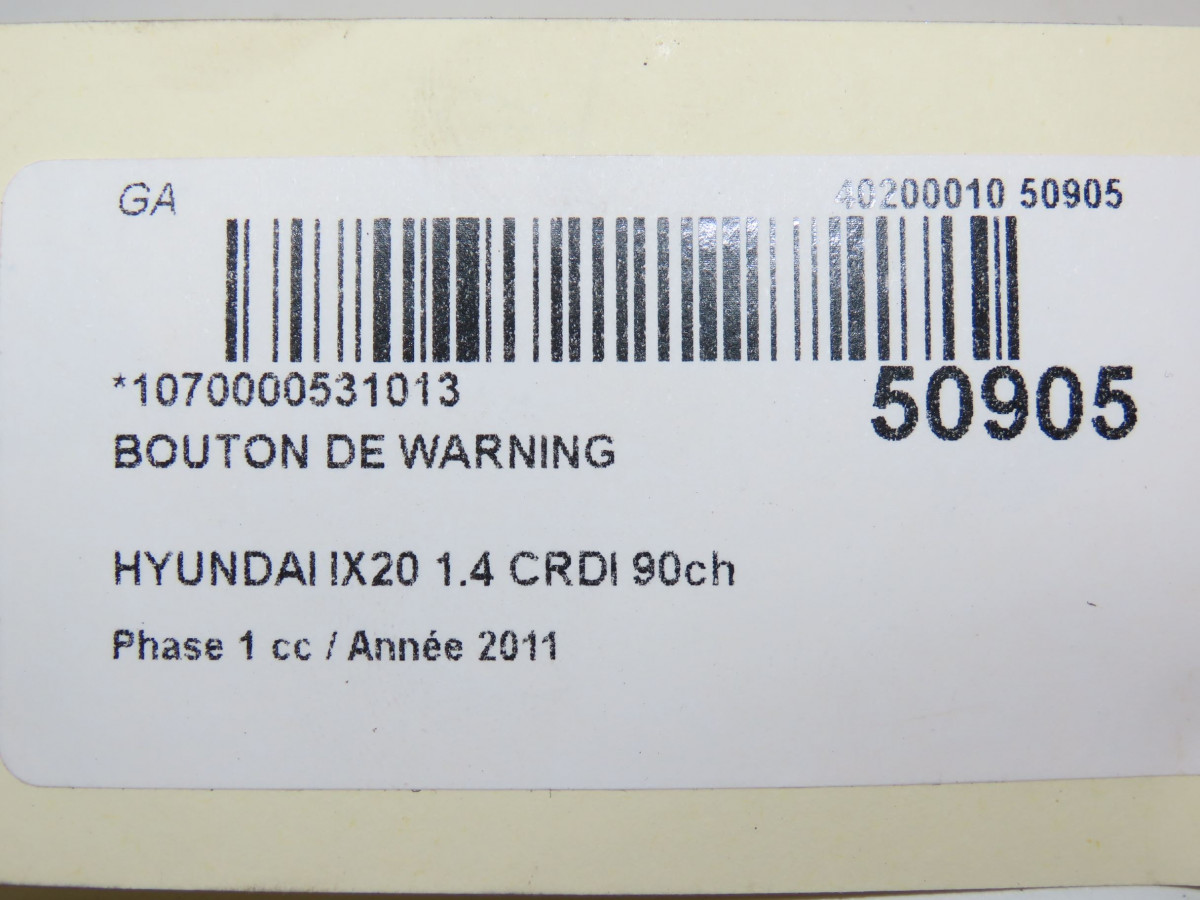 GA 40200010 50905
*1070000531013 50905
BOUTON DE WARNING
HYUNDAI IX20 1.4 CRDI 90ch
Phase 1 cc / Année 2011